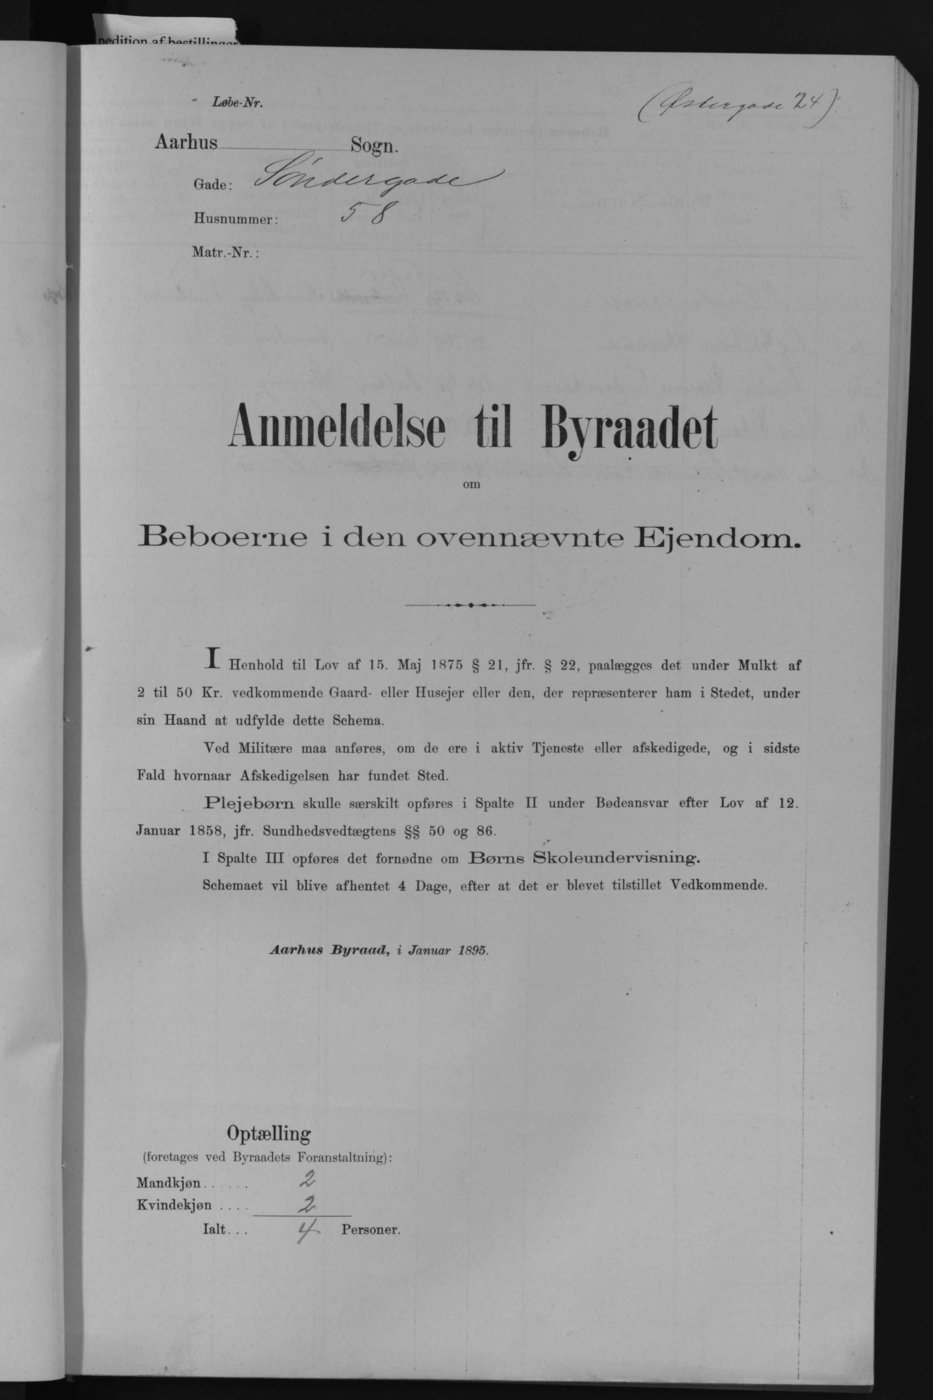 pedition af bestillinger
Løbe-Nr.
(Østergade 24)
Aarhus Sogn.
Gade: Søndergade
Husnummer: 58
Matr.-Nr.:
Anmeldelse til Byraadet
om
Beboerne i den ovennævnte Ejendom.
I Henhold til Lov af 15. Maj 1875 § 21, jfr. § 22, paalægges det under Mulkt af
2 til 50 Kr. vedkommende Gaard- eller Husejer eller den, der repræsenterer ham i Stedet, under
sin Haand at udfylde dette Schema.
Ved Militære maa anføres, om de ere i aktiv Tjeneste eller afskedigede, og i sidste
Fald hvornaar Afskedigelsen har fundet Sted.
Plejebørn skulle særskilt opføres i Spalte II under Bødeansvar efter Lov af 12.
Januar 1858, jfr. Sundhedsvedtægtens §§ 50 og 86.
I Spalte III opføres det fornødne om Børns Skoleundervisning.
Schemaet vil blive afhentet 4 Dage, efter at det er blevet tilstillet Vedkommende.
Aarhus Byraad, i Januar 1895.
Optælling
(foretages ved Byraadets Foranstaltning):
Mandkjøn...... 2
Kvindekjøn .... 2
Ialt... 4 Personer.